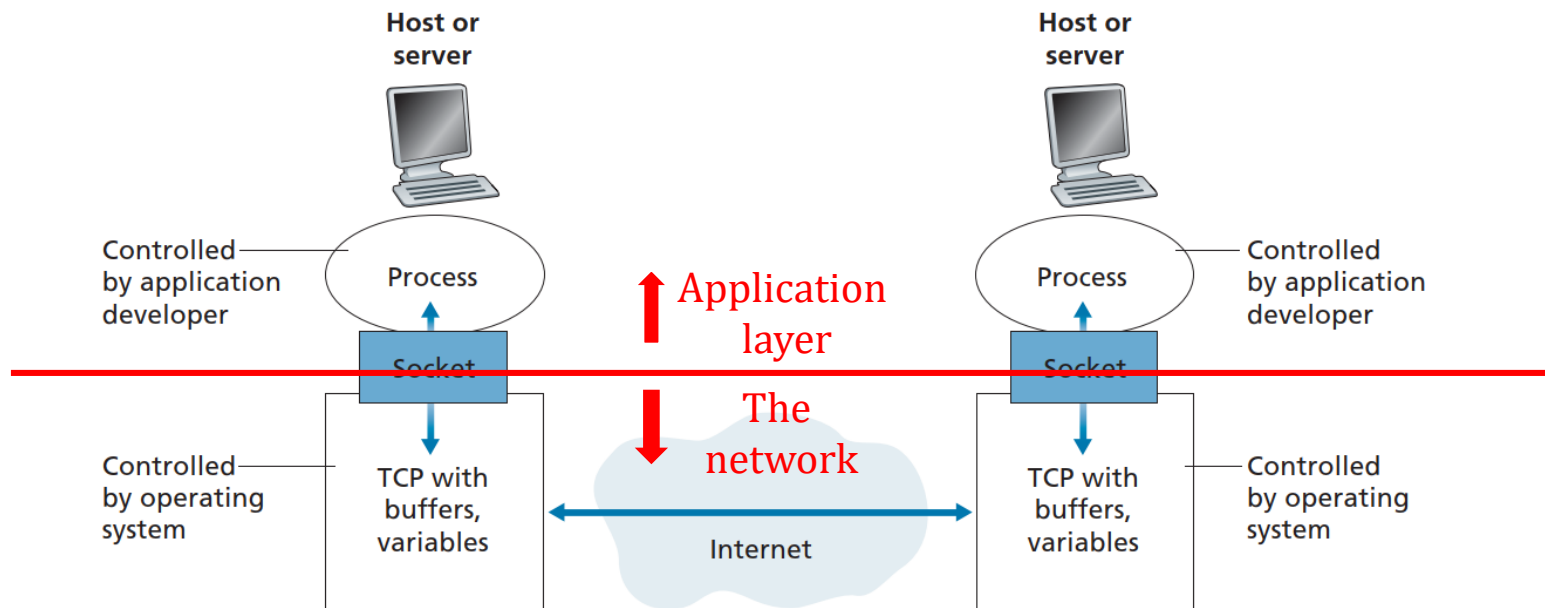 Host or
server
Host or
server
Controlled
by application
developer
Process
Application
layer
Process
Controlled
by application
developer
Socket
Socket
The
network
Controlled
by operating
system
TCP with
buffers,
variables
Internet
TCP with
buffers,
variables
Controlled
by operating
system